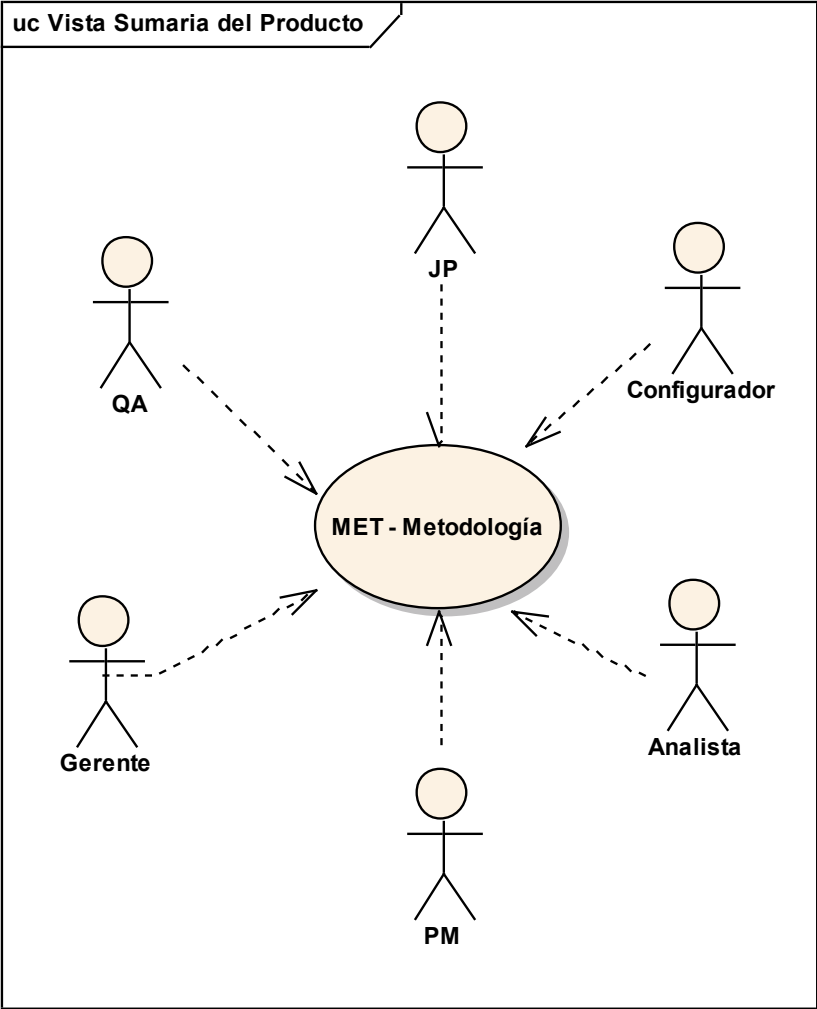 uc Vista Sumaria del Producto
JP
QA
Configurador
MET - Metodología
Gerente
Analista
PM